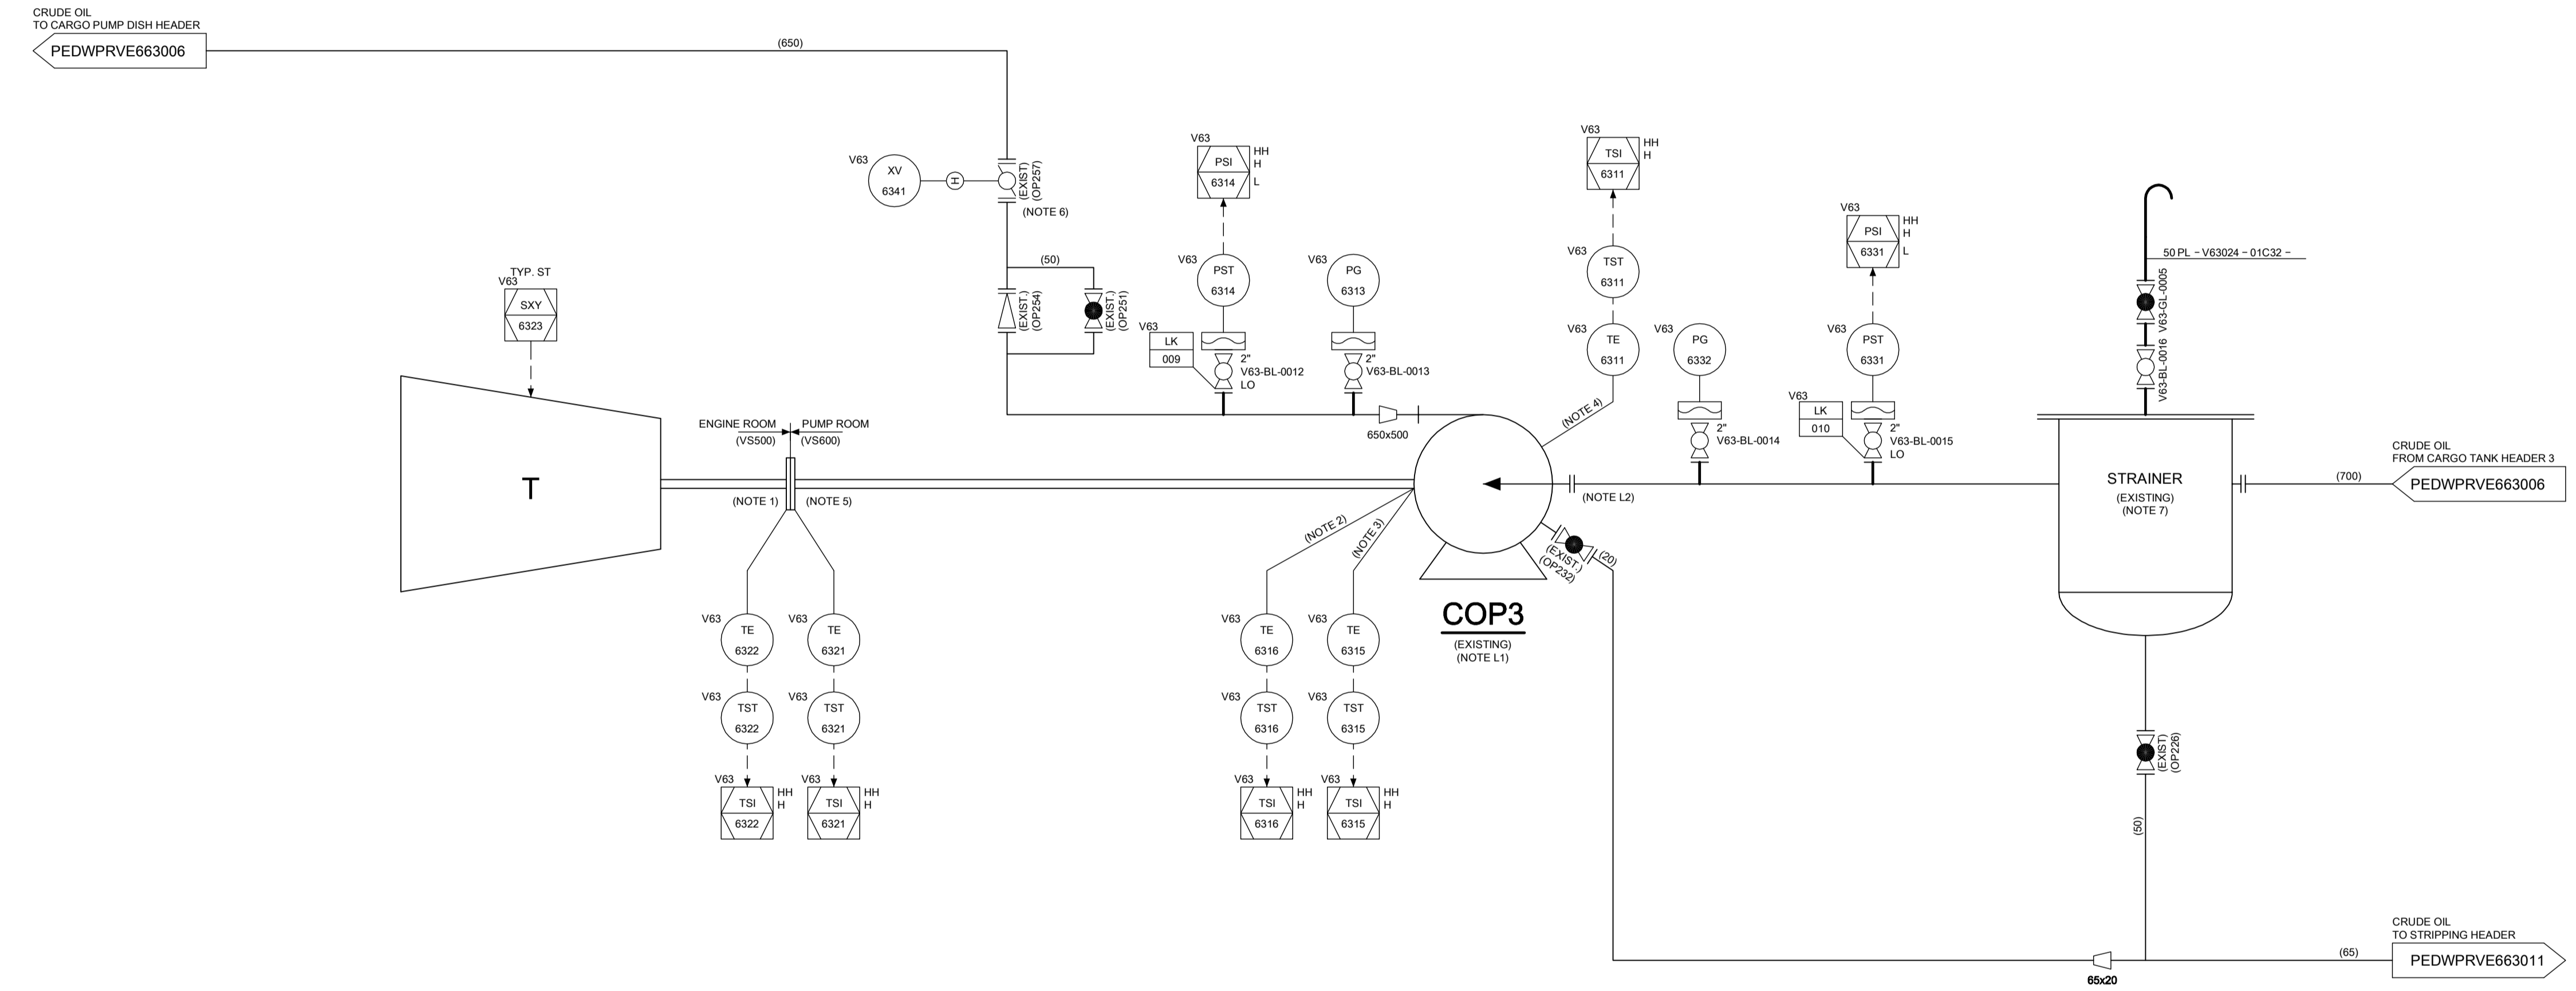 CRUDE OIL
TO CARGO PUMP DISH HEADER
PEDWPRVE663006
(650)
V63
XV
6341
H
(EXIST)
(OP257)
(NOTE 6)
(50)
(EXIST.)
(OP254)
(EXIST.)
(OP251)
TYP. ST
V63
SXY
6323
T
ENGINE ROOM
(VS500)
PUMP ROOM
(VS600)
(NOTE 1)
(NOTE 5)
V63
PSI
6314
HH
H
L
V63
PST
6314
V63
LK
009
2"
V63-BL-0012
LO
V63
PG
6313
2"
V63-BL-0013
650x500
V63
TSI
6311
HH
H
V63
TST
6311
V63
TE
6311
(NOTE 4)
V63
PG
6332
2"
V63-BL-0014
V63
PSI
6331
HH
H
L
V63
PST
6331
V63
LK
010
2"
V63-BL-0015
LO
50 PL - V63024 - 01C32 -
V63-GL-0005
V63-BL-0016
STRAINER
(EXISTING)
(NOTE 7)
CRUDE OIL
FROM CARGO TANK HEADER 3
(700)
PEDWPRVE663006
(NOTE L2)
(NOTE 2)
(NOTE 3)
(EXIST.)
(OP232)
(20)
COP3
(EXISTING)
(NOTE L1)
V63
TE
6322
V63
TE
6321
V63
TST
6322
V63
TST
6321
V63
TSI
6322
HH
H
V63
TSI
6321
HH
H
V63
TE
6316
V63
TE
6315
V63
TST
6316
V63
TST
6315
V63
TSI
6316
HH
H
V63
TSI
6315
HH
H
(EXIST)
(OP226)
(50)
65x20
CRUDE OIL
TO STRIPPING HEADER
(65)
PEDWPRVE663011